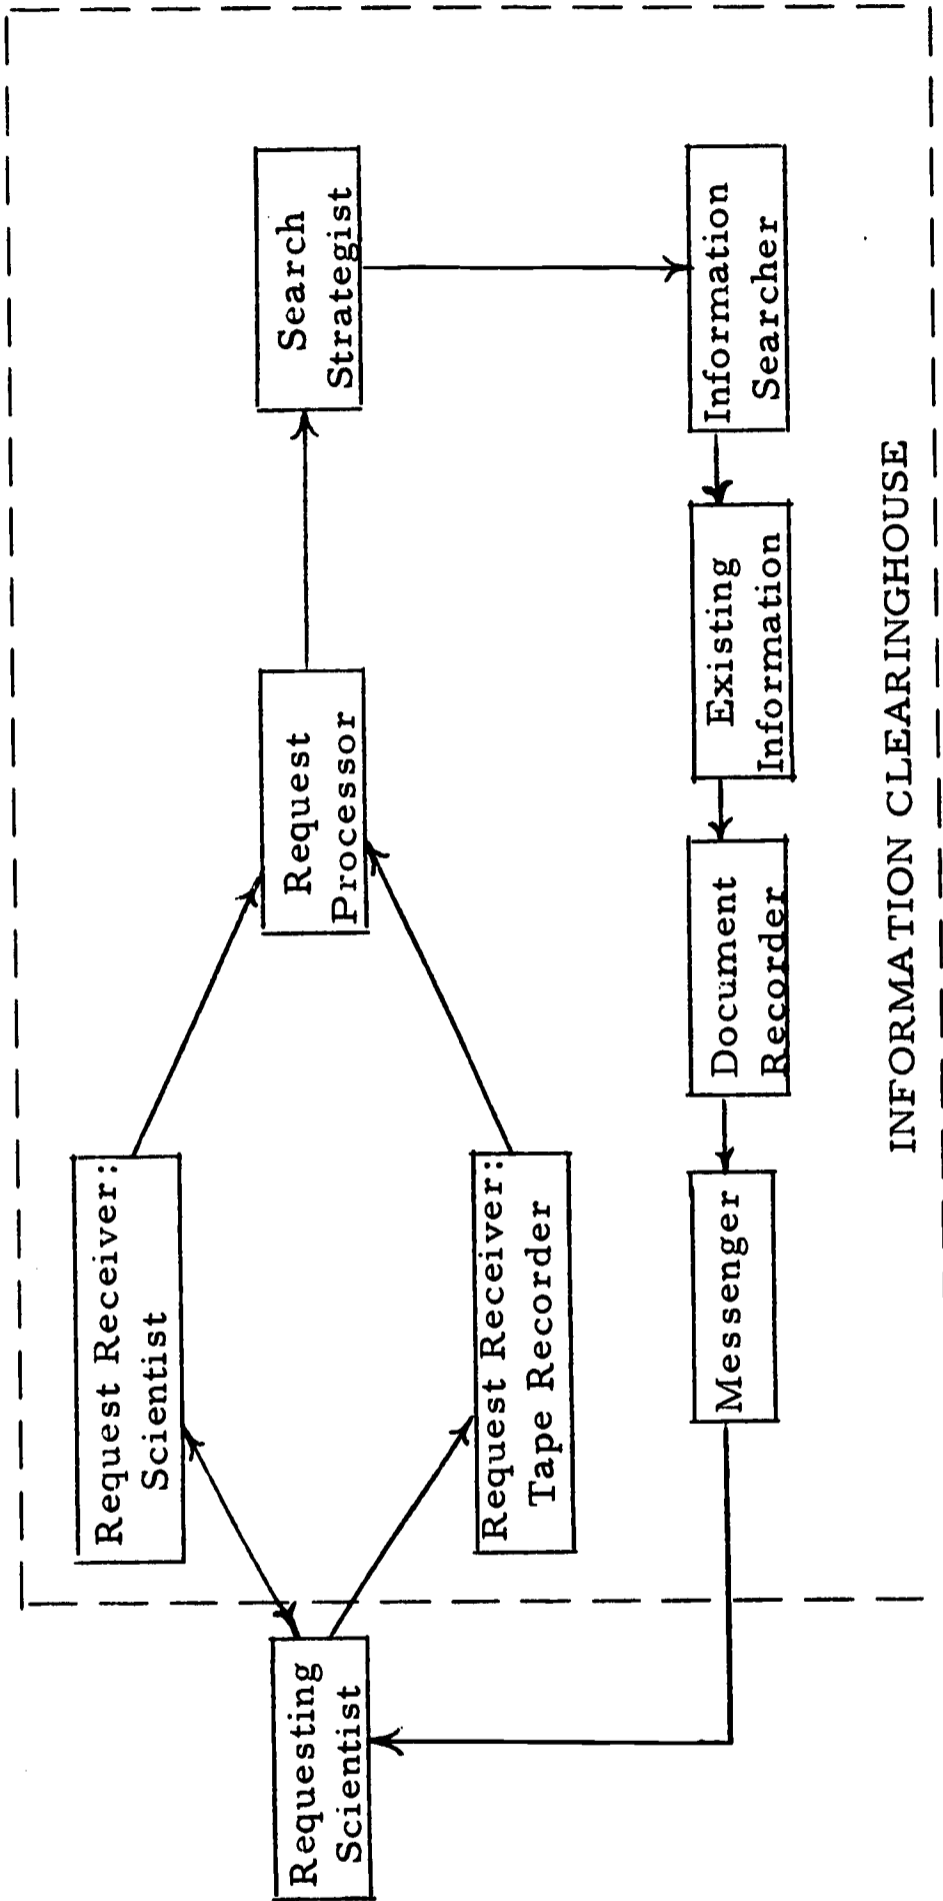 Request Receiver:
Scientist
Requesting
Scientist
Request Receiver:
Tape Recorder
Request
Processor
Search
Strategist
Information
Searcher
Existing
Information
Document
Recorder
Messenger
INFORMATION CLEARINGHOUSE